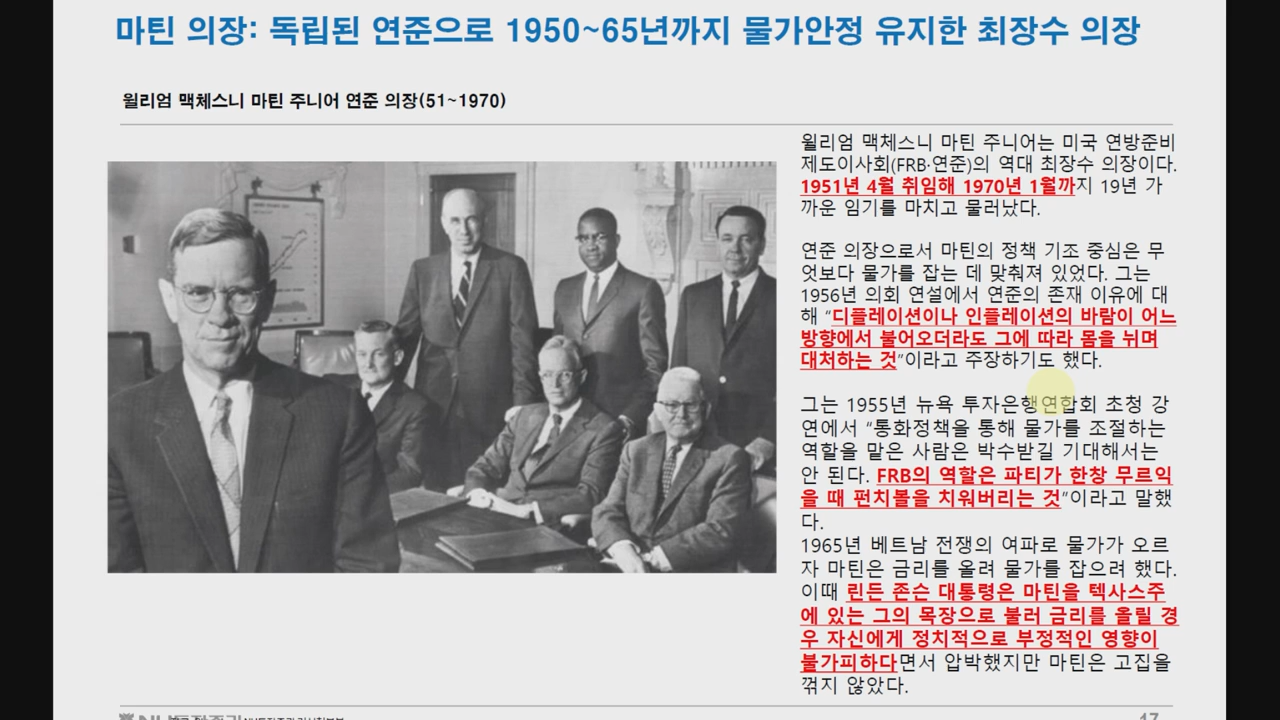 마틴 의장: 독립된 연준으로 1950~65년까지 물가안정 유지한 최장수 의장
윌리엄 맥체스니 마틴 주니어 연준 의장(51~1970)
윌리엄 맥체스니 마틴 주니어는 미국 연방준비
제도이사회(FRB·연준)의 역대 최장수 의장이다.
1951년 4월 취임해 1970년 1월까지 19년 가
까운 임기를 마치고 물러났다.
연준 의장으로서 마틴의 정책 기조 중심은 무
엇보다 물가를 잡는 데 맞춰져 있었다. 그는
1956년 의회 연설에서 연준의 존재 이유에 대
해 “디플레이션이나 인플레이션의 바람이 어느
방향에서 불어오더라도 그에 따라 몸을 뉘며
대처하는 것”이라고 주장하기도 했다.
그는 1955년 뉴욕 투자은행연합회 초청 강
연에서 “통화정책을 통해 물가를 조절하는
역할을 맡은 사람은 박수받길 기대해서는
안 된다. FRB의 역할은 파티가 한창 무르익
을 때 펀치볼을 치워버리는 것”이라고 말했
다.
1965년 베트남 전쟁의 여파로 물가가 오르
자 마틴은 금리를 올려 물가를 잡으려 했다.
이때 린든 존슨 대통령은 마틴을 텍사스주
에 있는 그의 목장으로 불러 금리를 올릴 경
우 자신에게 정치적으로 부정적인 영향이
불가피하다면서 압박했지만 마틴은 고집을
꺾지 않았다.
17